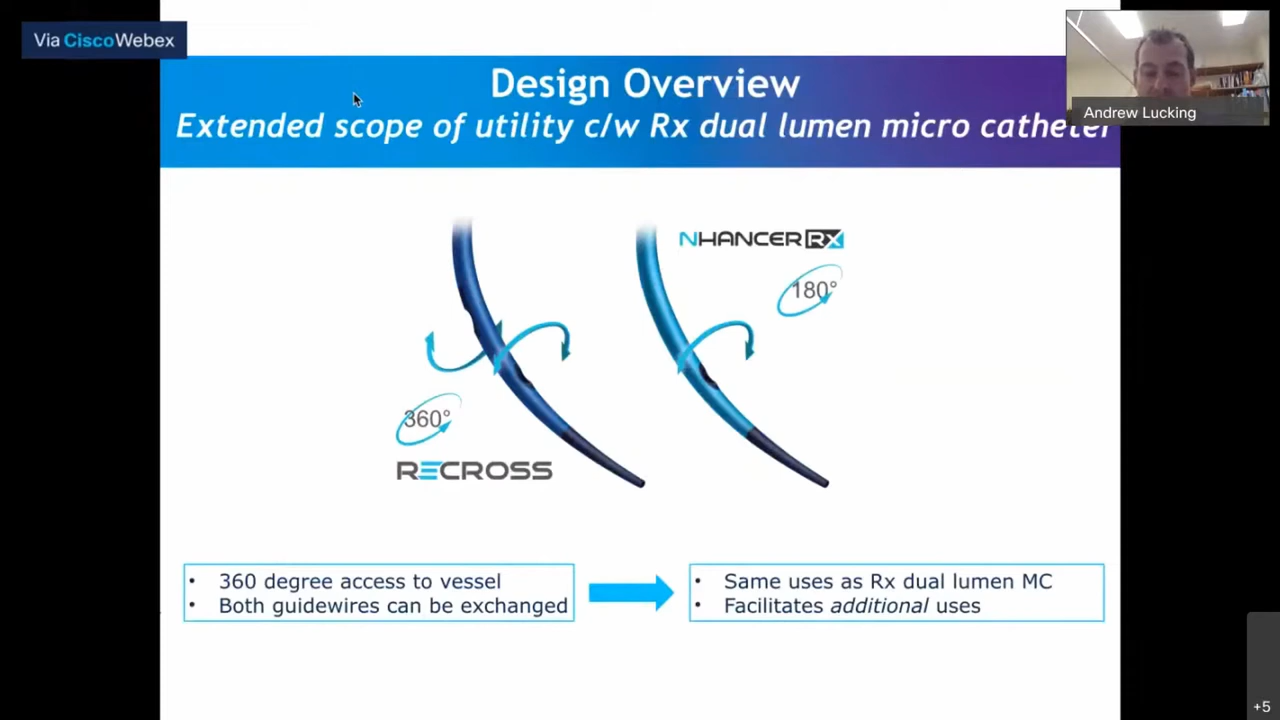 Via CiscoWebex
Design Overview
Extended scope of utility c/w Rx dual lumen micro catheter
Andrew Lucking
NHANCER RX
180°
360°
RECROSS
• 360 degree access to vessel
• Both guidewires can be exchanged
• Same uses as Rx dual lumen MC
• Facilitates additional uses
+5